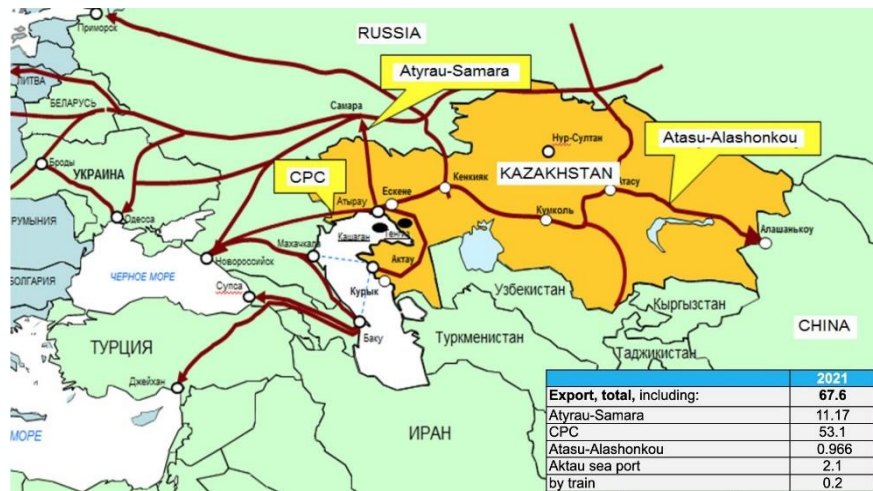 Приморск
RUSSIA
Atyrau-Samara
ЛИТВА
БЕЛАРУСЬ
Самара
Нур-Султан
Atasu-Alashonkou
Броды
УКРАИНА
CPC
KAZAKHSTAN
Кенкияк
Ескене
Атасу
Атырау
Кумколь
РУМЫНИЯ
Одесса
Кашаган
Тенгиз
Алашанькоу
Махачкала
Новороссийск
Актау
БОЛГАРИЯ
ЧЕРНОЕ МОРЕ
Курык
Узбекистан
Супса
Кыргызстан
CHINA
Баку
Туркменистан
ТУРЦИЯ
Таджикистан
Джейхан
МОРЕ
ИРАН
2021
Export, total, including: 67.6
Atyrau-Samara 11.17
CPC 53.1
Atasu-Alashonkou 0.966
Aktau sea port 2.1
by train 0.2